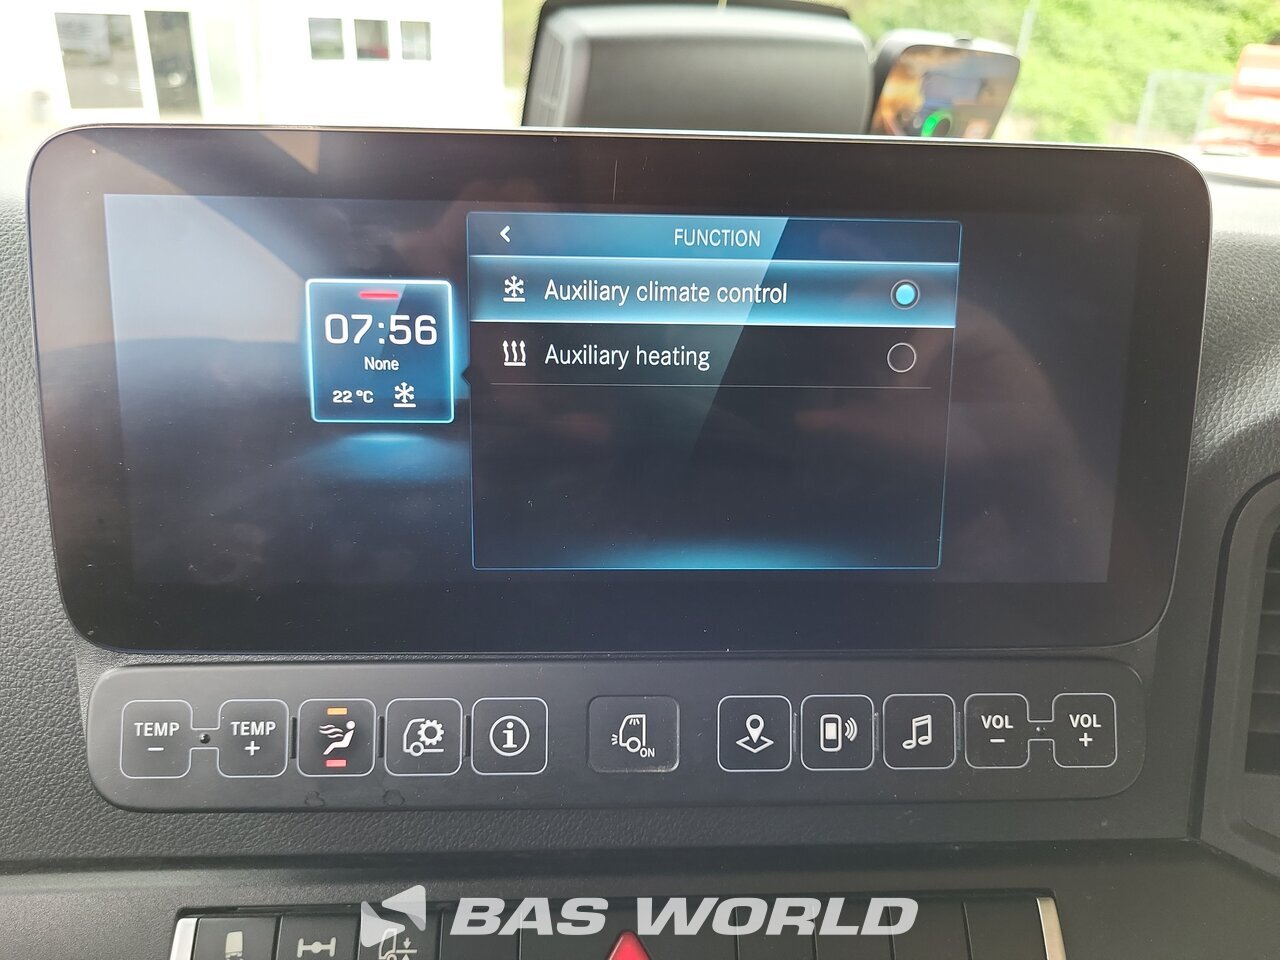 FUNCTION
Auxiliary climate control
07:56
None
Auxiliary heating
22 °C
TEMP
−
TEMP
+
ON
VOL
−
VOL
+
BAS WORLD